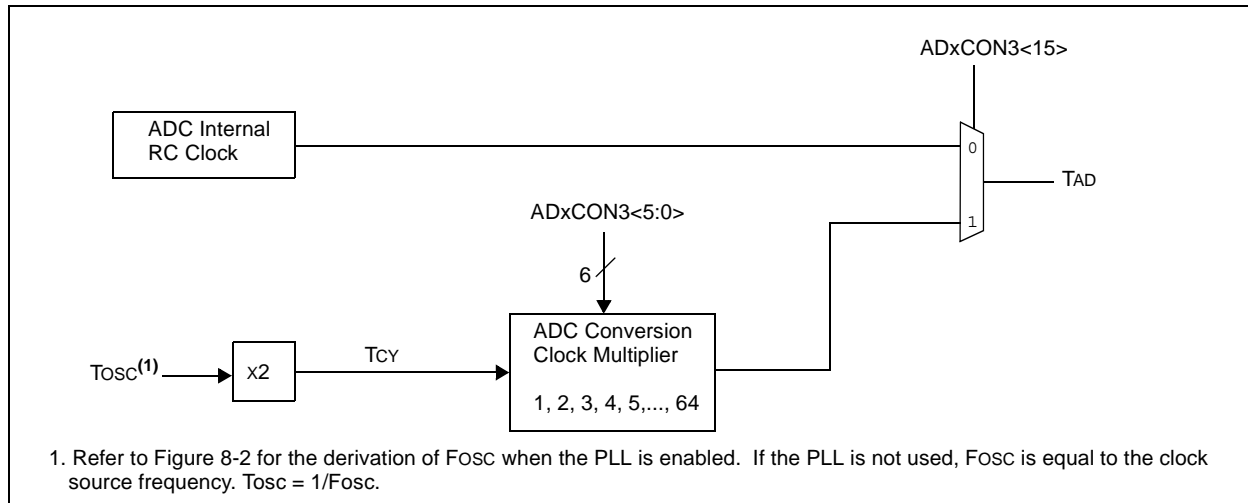 ADxCON3<15>
ADC Internal
RC Clock
0
TAD
ADxCON3<5:0>
1
6
ADC Conversion
Clock Multiplier
TOSC(1)
X2
TCY
1, 2, 3, 4, 5,..., 64
1. Refer to Figure 8-2 for the derivation of FOSC when the PLL is enabled. If the PLL is not used, FOSC is equal to the clock
source frequency. Tosc = 1/Fosc.